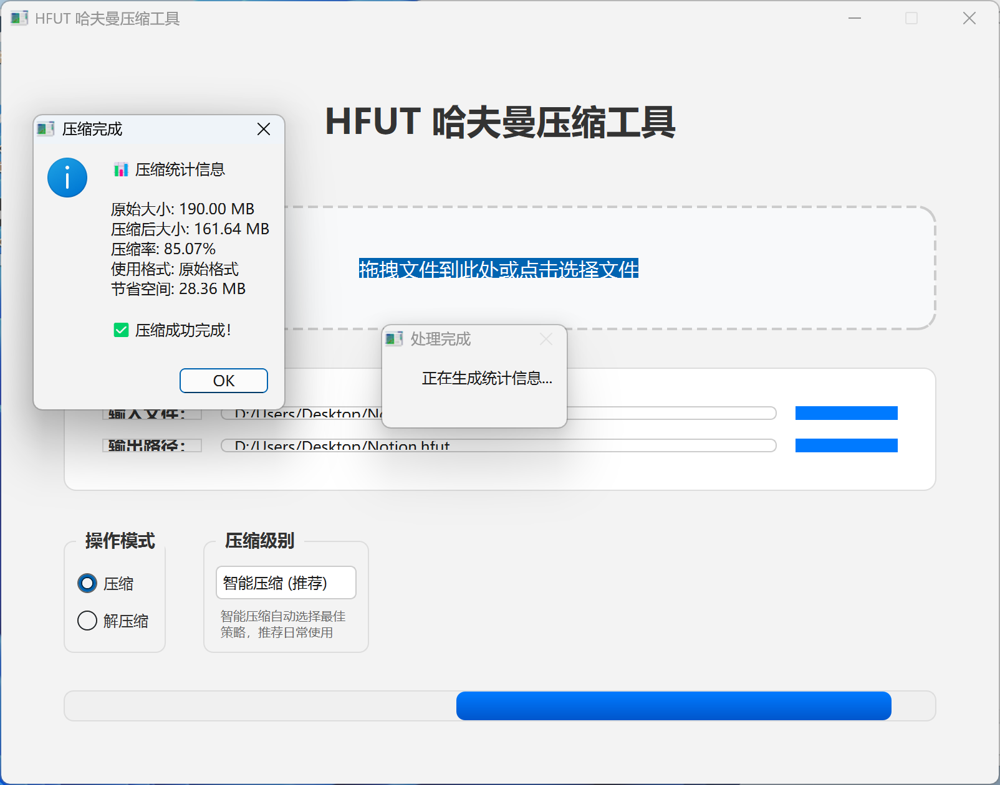 HFUT 哈夫曼压缩工具
HFUT 哈夫曼压缩工具
压缩完成
压缩统计信息
原始大小: 190.00 MB
压缩后大小: 161.64 MB
压缩率: 85.07%
使用格式: 原始格式
节省空间: 28.36 MB
压缩成功完成!
OK
拖拽文件到此处或点击选择文件
处理完成
正在生成统计信息...
输入文件: D:/Users/Desktop/No
输出路径: D:/Users/Desktop/Notion.hfut
操作模式
压缩
解压缩
压缩级别
智能压缩 (推荐)
智能压缩自动选择最佳
策略，推荐日常使用